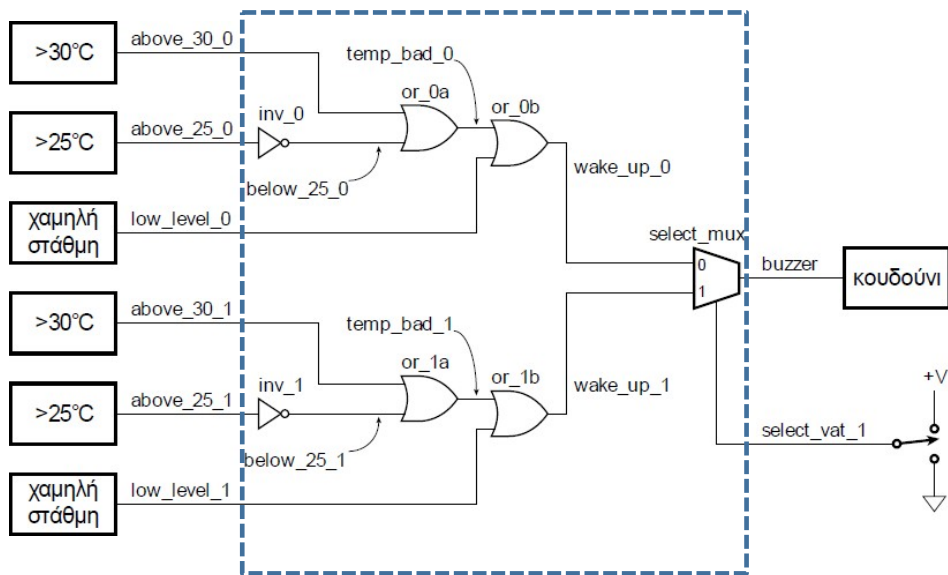 >30°C
above_30_0
temp_bad_0
or_0a
or_0b
inv_0
>25°C
above_25_0
below_25_0
wake_up_0
χαμηλή
στάθμη
low_level_0
select_mux
0
1
buzzer
κουδούνι
>30°C
above_30_1
temp_bad_1
or_1a
or_1b
inv_1
>25°C
above_25_1
below_25_1
wake_up_1
+V
select_vat_1
χαμηλή
στάθμη
low_level_1